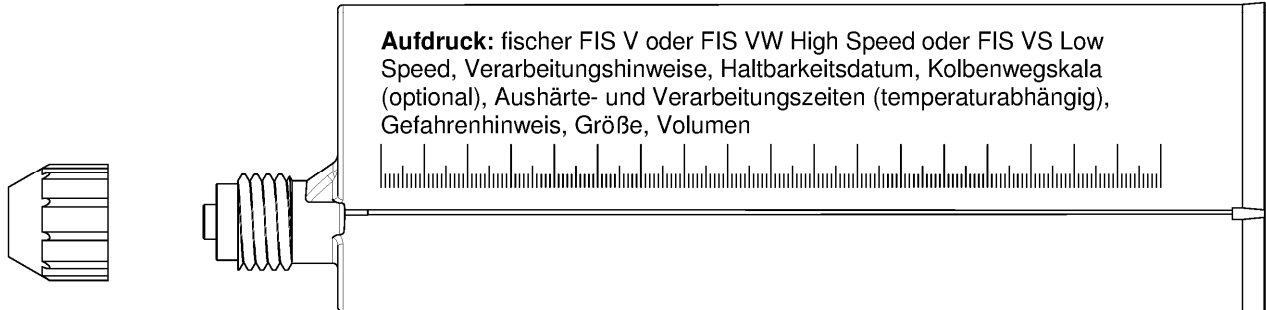 Aufdruck: fischer FIS V oder FIS VW High Speed oder FIS VS Low
Speed, Verarbeitungshinweise, Haltbarkeitsdatum, Kolbenwegskala
(optional), Aushärte- und Verarbeitungszeiten (temperaturabhängig),
Gefahrenhinweis, Größe, Volumen